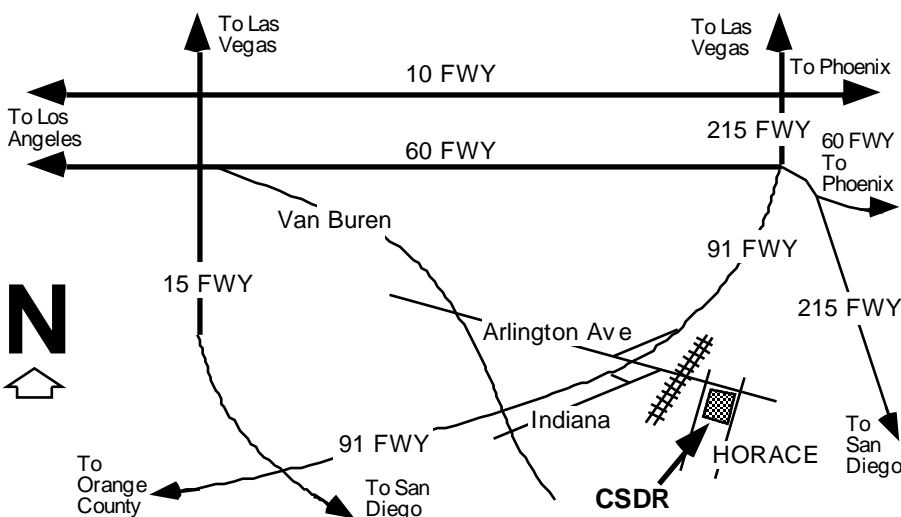 To Las
Vegas
To Las
Vegas
10 FWY
To Phoenix
To Los
Angeles
215 FWY
60 FWY
60 FWY
To
Phoenix
Van Buren
91 FWY
15 FWY
N
215 FWY
Arlington Ave
Indiana
91 FWY
HORACE
To
San
Diego
To
Orange
County
To San
Diego
CSDR